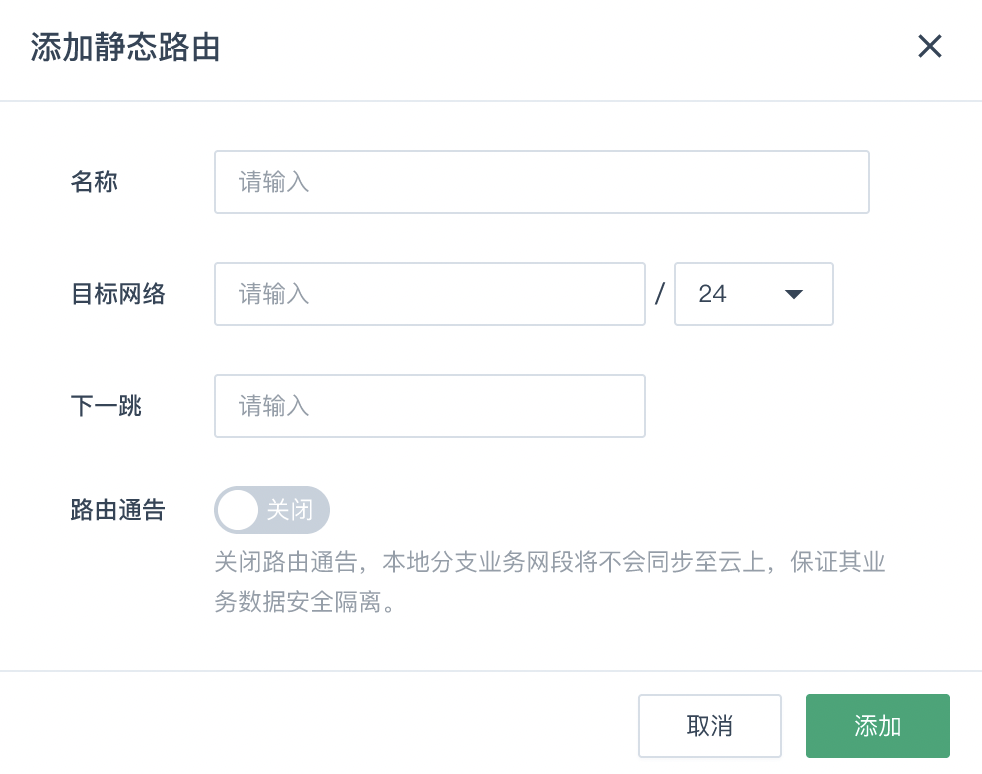 添加静态路由
名称 请输入
目标网络 请输入 / 24
下一跳 请输入
路由通告 关闭
关闭路由通告，本地分支业务网段将不会同步至云上，保证其业
务数据安全隔离。
取消 添加